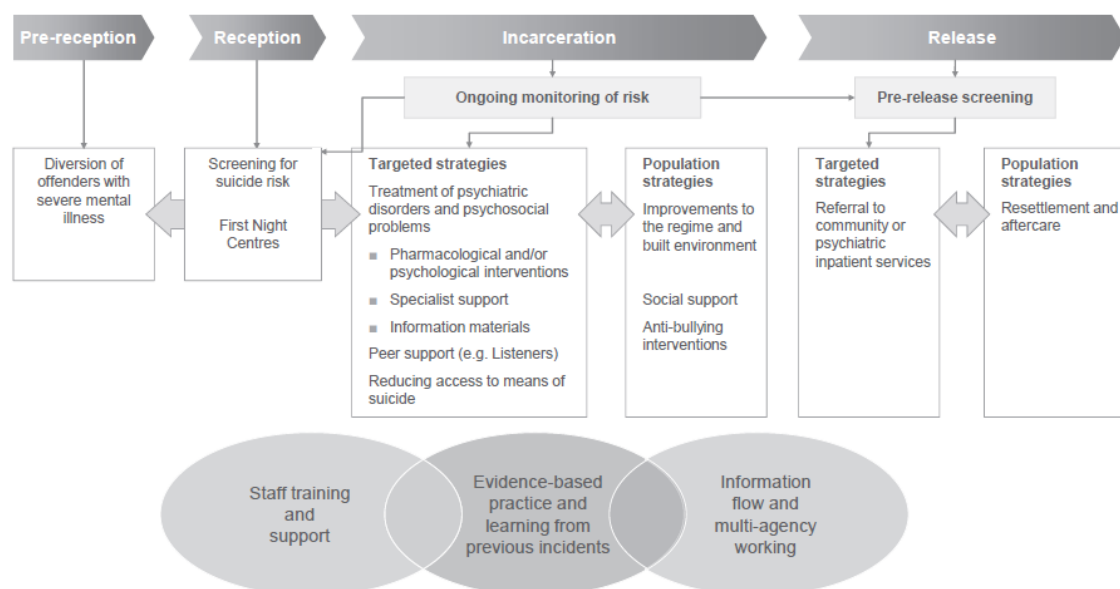 Pre-reception
Reception
Incarceration
Release
Ongoing monitoring of risk
Pre-release screening
Diversion of
offenders with
severe mental
illness
Screening for
suicide risk
First Night
Centres
Targeted strategies
Treatment of psychiatric
disorders and psychosocial
problems
■ Pharmacological and/or
psychological interventions
■ Specialist support
■ Information materials
Peer support (e.g. Listeners)
Reducing access to means of
suicide
Population
strategies
Improvements to
the regime and
built environment
Social support
Anti-bullying
interventions
Targeted
strategies
Referral to
community or
psychiatric
inpatient services
Population
strategies
Resettlement and
aftercare
Staff training
and
support
Evidence-based
practice and
learning from
previous incidents
Information
flow and
multi-agency
working